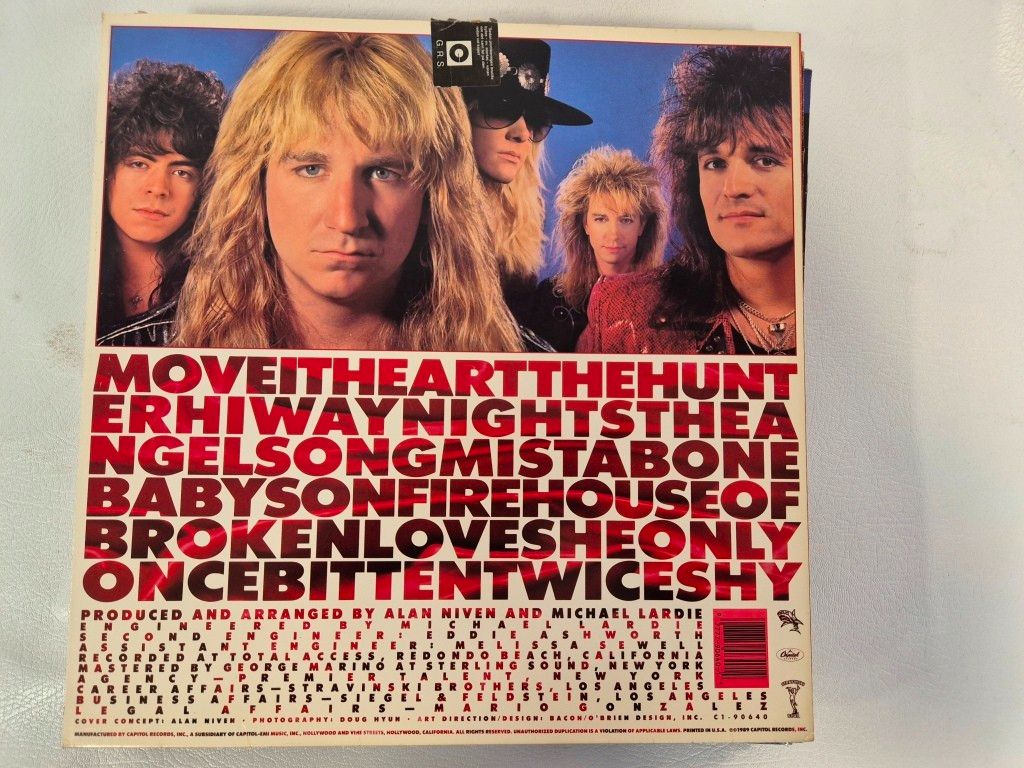 G
G.R.S.
MOVEITHEARTTHEHUNT
ERHIWAYNIGHTSTHEA
NGELSONGMISTABONE
BABYSONFIREHOUSEOF
BROKENLOVESHEONLY
ONCEBITTENTWICESHY
PRODUCED AND ARRANGED BY ALAN NIVEN AND MICHAEL LARDIE
ENGINEERED BY MICHAEL LARDIE
SECOND ENGINEER: EDDIE ASHWORTH
ASSISTANT ENGINEER: MELISSA SEWELL
RECORDED AT TOTAL ACCESS, REDONDO BEACH, CALIFORNIA
MASTERED BY GEORGE MARINO AT STERLING SOUND, NEW YORK
AGENCY—PREMIER TALENT, NEW YORK
CAREER AFFAIRS—STRAVINSKI BROTHERS, LOS ANGELES
BUSINESS AFFAIRS—SIEGEL & FELDSTEIN, LOS ANGELES
LEGAL AFFAIRS—MARIO GONZALEZ
COVER CONCEPT: ALAN NIVEN · PHOTOGRAPHY: DOUG HYUN · ART DIRECTION/DESIGN: BACON/O'BRIEN DESIGN, INC. C1-90640
MANUFACTURED BY CAPITOL RECORDS, INC., A SUBSIDIARY OF CAPITOL-EMI MUSIC, INC., HOLLYWOOD AND VINE STREETS, HOLLYWOOD, CALIFORNIA. ALL RIGHTS RESERVED. UNAUTHORIZED DUPLICATION IS A VIOLATION OF APPLICABLE LAWS. PRINTED IN U.S.A. ℗©1989 CAPITOL RECORDS, INC.
Capitol